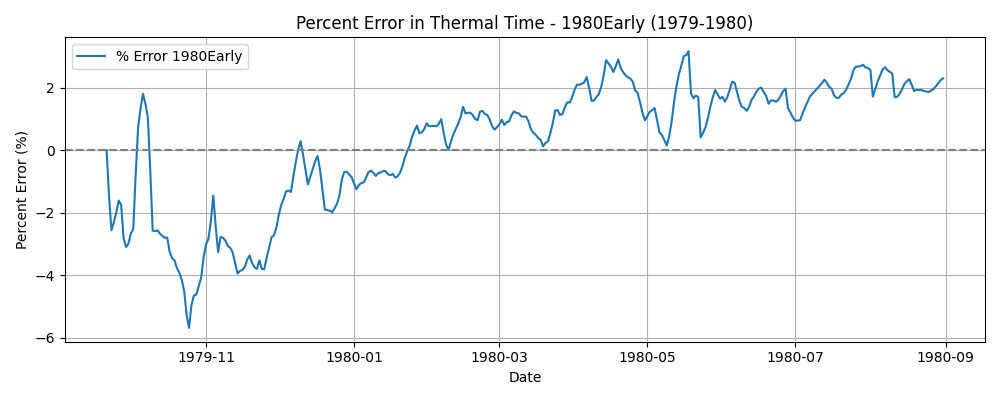 Percent Error in Thermal Time - 1980Early (1979-1980)
% Error 1980Early
Percent Error (%)
2
0
−2
−4
−6
1979-11
1980-01
1980-03
1980-05
1980-07
1980-09
Date